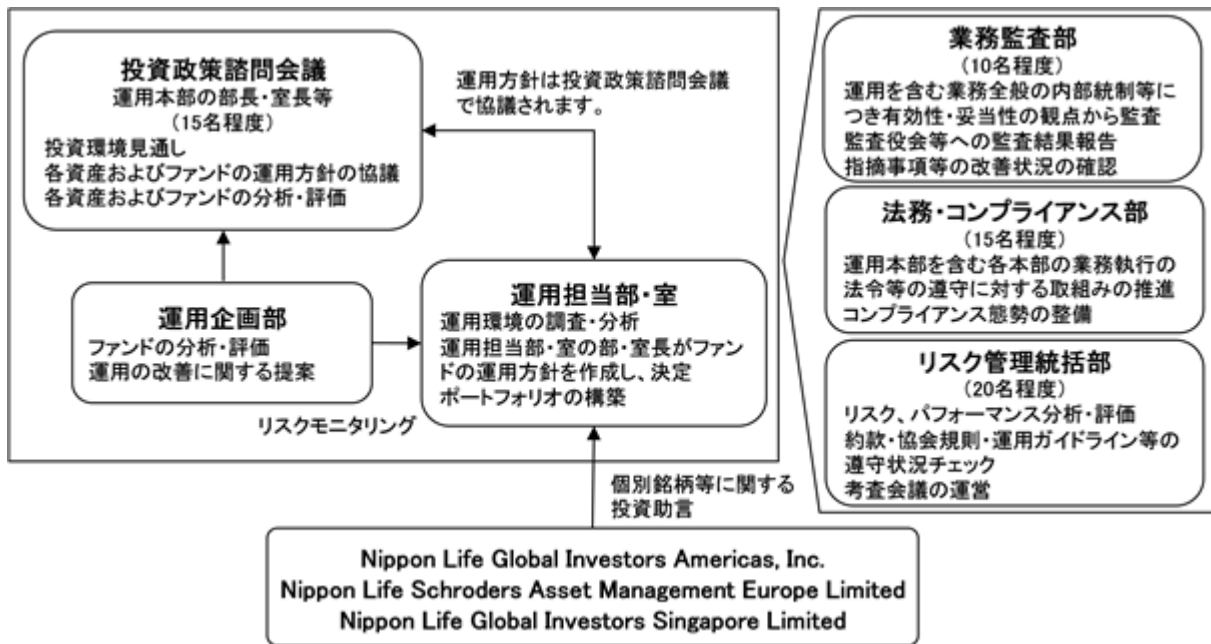 投資政策諮問会議
運用本部の部長・室長等
(15名程度)
投資環境見通し
各資産およびファンドの運用方針の協議
各資産およびファンドの分析・評価
運用方針は投資政策諮問会議
で協議されます。
運用企画部
ファンドの分析・評価
運用の改善に関する提案
リスクモニタリング
運用担当部・室
運用環境の調査・分析
運用担当部・室の部・室長がファン
ドの運用方針を作成し、決定
ポートフォリオの構築
個別銘柄等に関する
投資助言
Nippon Life Global Investors Americas, Inc.
Nippon Life Schroders Asset Management Europe Limited
Nippon Life Global Investors Singapore Limited
業務監査部
(10名程度)
運用を含む業務全般の内部統制等に
つき有効性・妥当性の観点から監査
監査役会等への監査結果報告
指摘事項等の改善状況の確認
法務・コンプライアンス部
(15名程度)
運用本部を含む各本部の業務執行の
法令等の遵守に対する取組みの推進
コンプライアンス態勢の整備
リスク管理統括部
(20名程度)
リスク、パフォーマンス分析・評価
約款・協会規則・運用ガイドライン等の
遵守状況チェック
考査会議の運営